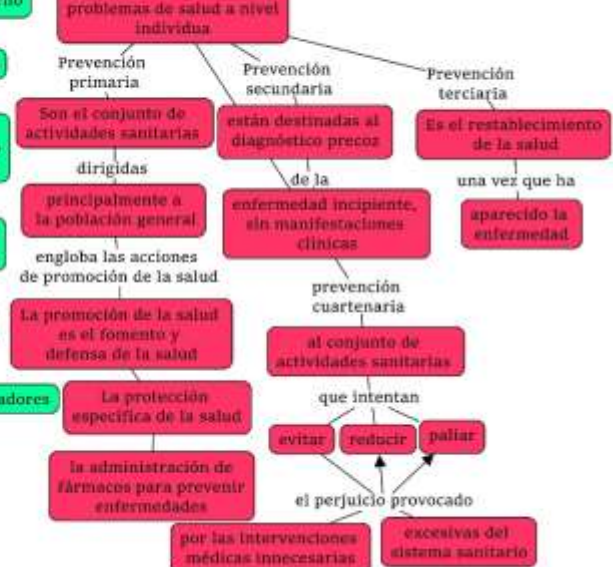 problemas de salud a nivel
individua
Prevención
primaria
Prevención
secundaria
Prevención
terciaria
Son el conjunto de
actividades sanitarias
están destinadas al
diagnóstico precoz
Es el restablecimiento
de la salud
dirigidas
de la
una vez que ha
principalmente a
la población general
enfermedad incipiente,
sin manifestaciones
clínicas
aparecido la
enfermedad
engloba las acciones
de promoción de la salud
prevención
cuartenaria
La promoción de la salud
es el fomento y
defensa de la salud
al conjunto de
actividades sanitarias
adores
La protección
especifica de la salud
que intentan
evitar
reducir
paliar
la administración de
fármacos para prevenir
enfermedades
el perjuicio provocado
por las intervenciones
médicas innecesarias
excesivas del
sistema sanitario